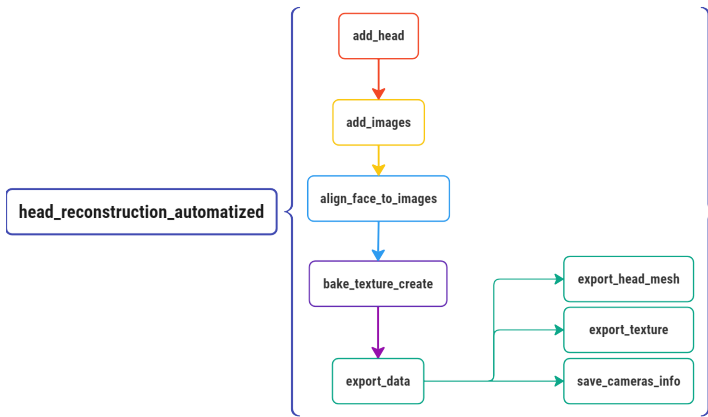 add_head
add_images
head_reconstruction_automatized
align_face_to_images
bake_texture_create
export_data
export_head_mesh
export_texture
save_cameras_info